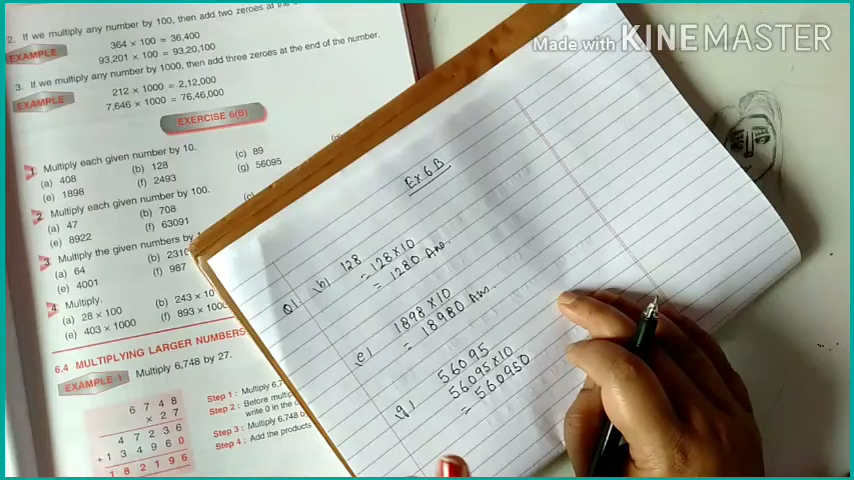 Made with KINEMASTER
2. If we multiply any number by 100, then add two zeroes at the
EXAMPLE
364 × 100 = 36,400
93,201 × 100 = 93,20,100
3. If we multiply any number by 1000, then add three zeroes at the end of the number.
EXAMPLE
212 × 1000 = 2,12,000
7,646 × 1000 = 76,46,000
EXERCISE 6(B)
1 Multiply each given number by 10.
(a) 408 (b) 128 (c) 89
(e) 1898 (f) 2493 (g) 56095
2 Multiply each given number by 100.
(a) 47 (b) 708
(e) 8922 (f) 63091
3 Multiply the given numbers by
(a) 64 (b) 2310
(e) 4001 (f) 987
4 Multiply.
(a) 28 × 100 (b) 243 × 10
(e) 403 × 1000 (f) 893 × 100
6.4 MULTIPLYING LARGER NUMBERS
EXAMPLE 1 Multiply 6,748 by 27.
6 7 4 8
× 2 7
4 7 2 3 6
+ 1 3 4 9 6 0
1 8 2 1 9 6
Step 1 : Multiply 6,7
Step 2 : Before
write 0 in the
Step 3 : Multiply 6,748
Step 4 : Add the products
Ex 6 B
Q1. (b) 128
= 128×10
= 1280 Ans.
(e) 1898×10
= 18980 Ans.
(g) 56095
56095×10
= 560950